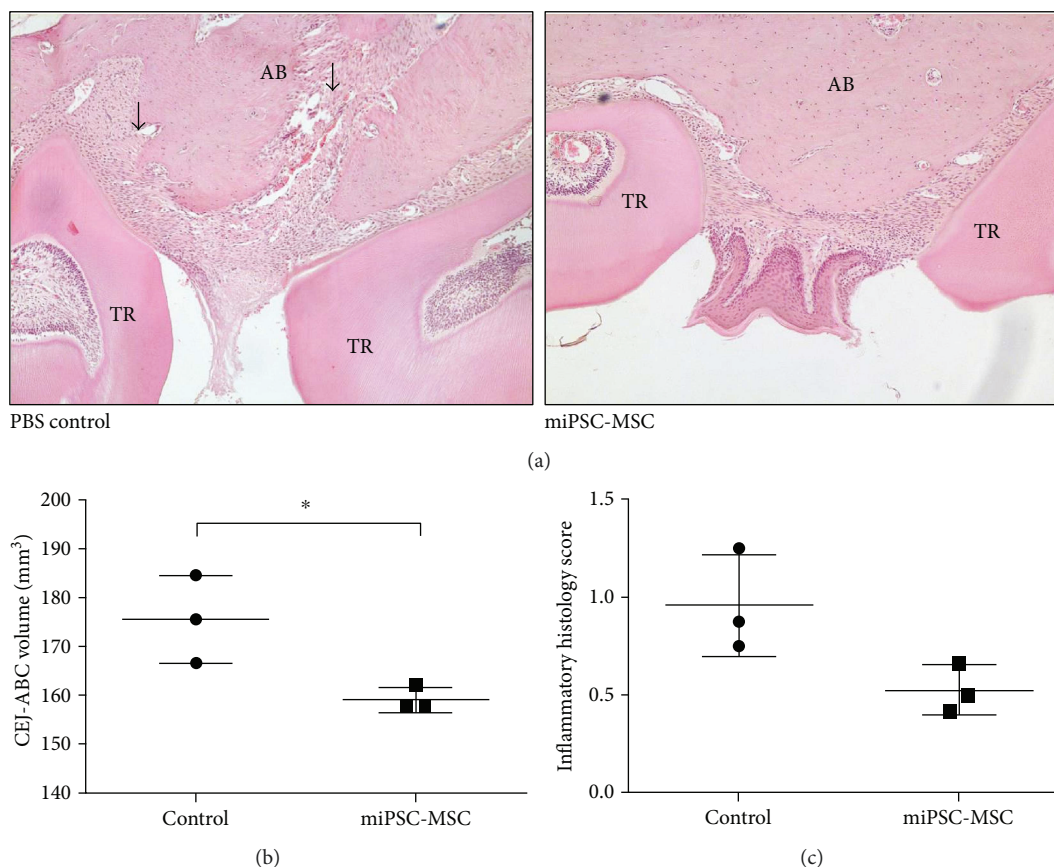 AB
TR
TR
PBS control
AB
TR
TR
miPSC-MSC
(a)
CEJ-ABC volume (mm³)
200
190
180
170
160
150
140
*
Control
miPSC-MSC
(b)
Inflammatory histology score
1.5
1.0
0.5
0.0
Control
miPSC-MSC
(c)